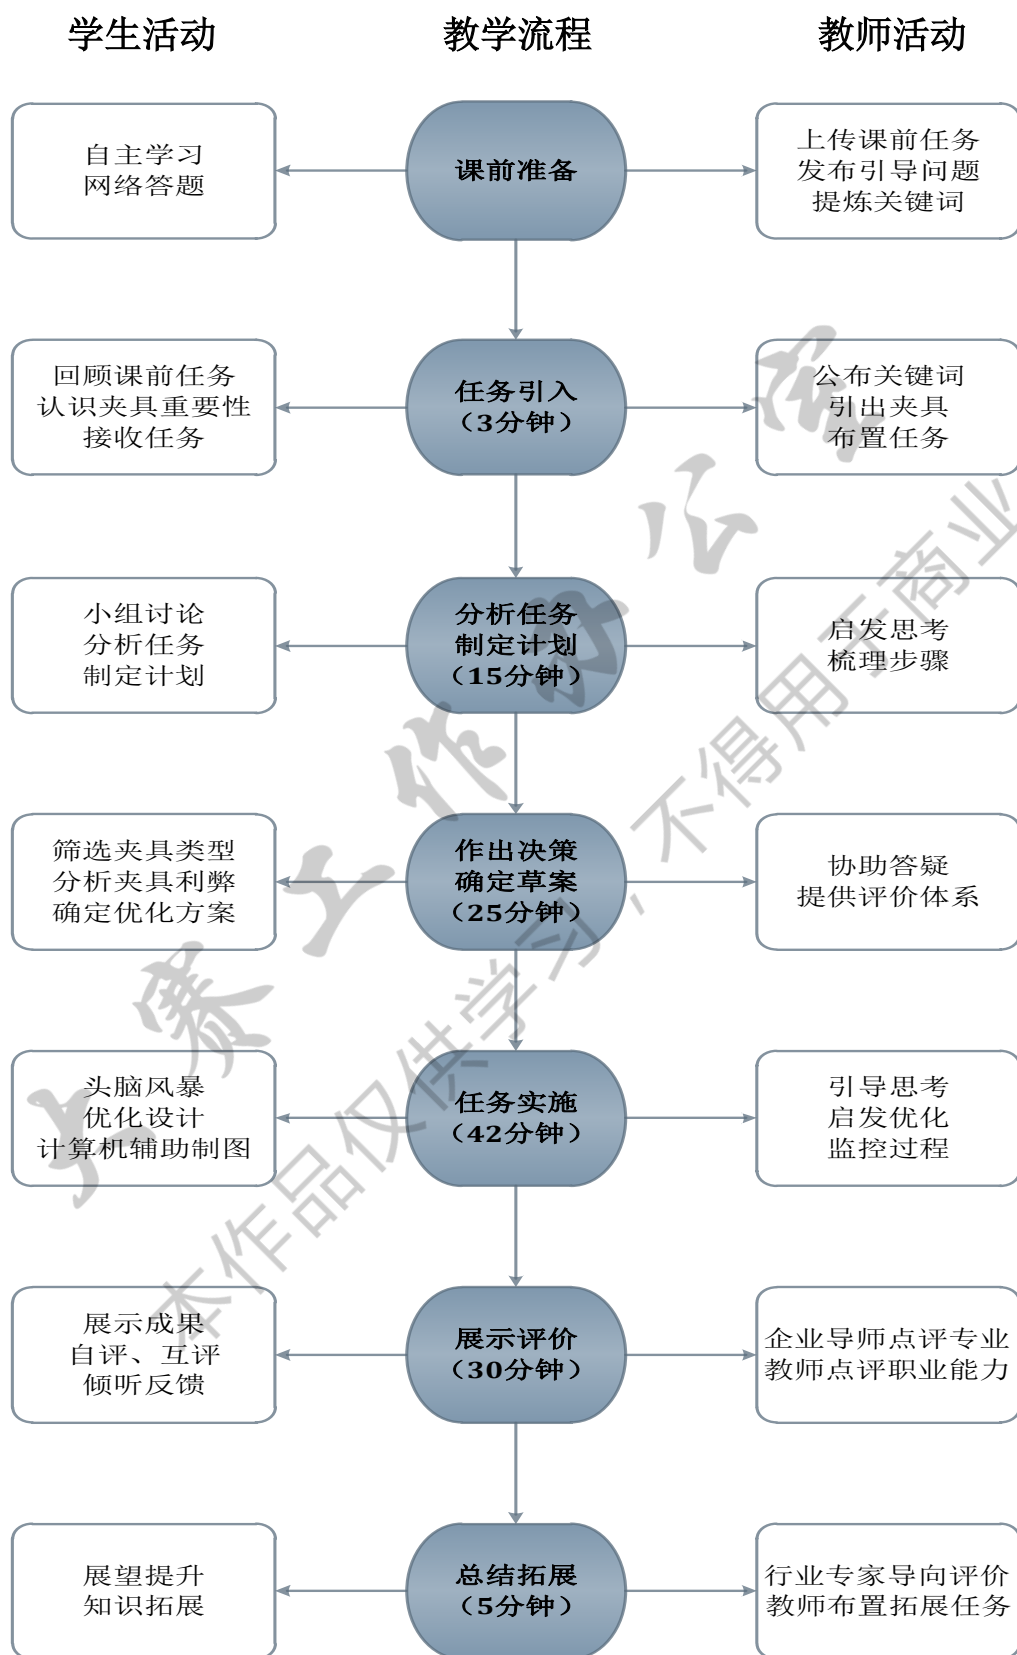 学生活动
教学流程
教师活动
自主学习
网络答题
课前准备
上传课前任务
发布引导问题
提炼关键词
回顾课前任务
认识夹具重要性
接收任务
任务引入
（3分钟）
公布关键词
引出夹具
布置任务
小组讨论
分析任务
制定计划
分析任务
制定计划
（15分钟）
启发思考
梳理步骤
筛选夹具类型
分析夹具利弊
确定优化方案
作出决策
确定草案
（25分钟）
协助答疑
提供评价体系
头脑风暴
优化设计
计算机辅助制图
任务实施
（42分钟）
引导思考
启发优化
监控过程
展示成果
自评、互评
倾听反馈
展示评价
（30分钟）
企业导师点评专业
教师点评职业能力
展望提升
知识拓展
总结拓展
（5分钟）
行业专家导向评价
教师布置拓展任务
大赛工作办公室
本作品仅供学习，不得用于商业